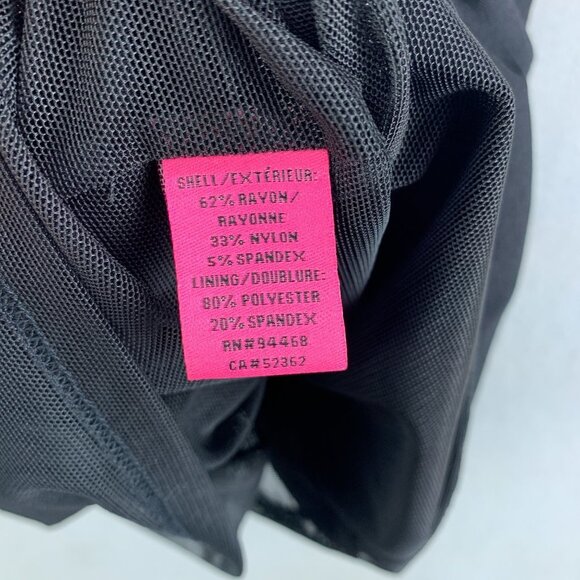 SHELL/EXTÉRIEUR:
62% RAYON/
RAYONNE
33% NYLON
5% SPANDEX
LINING/DOUBLURE:
80% POLYESTER
20% SPANDEX
RN#94468
CA#52362